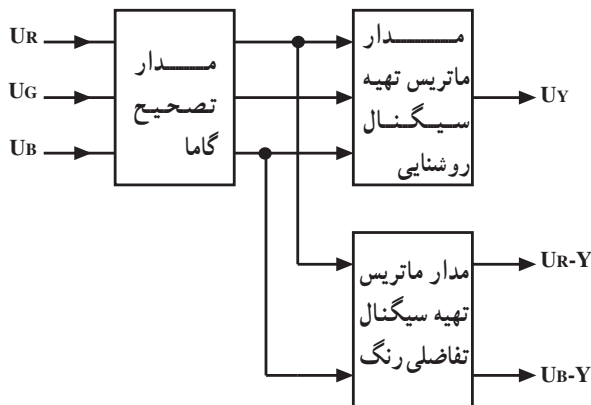 UR
UG
UB
مدار
تصحیح
گاما
مدار
ماتریس تهیه
سیگنال
روشنایی
UY
مدار ماتریس
تهیه سیگنال
تفاضلی رنگ
UR-Y
UB-Y